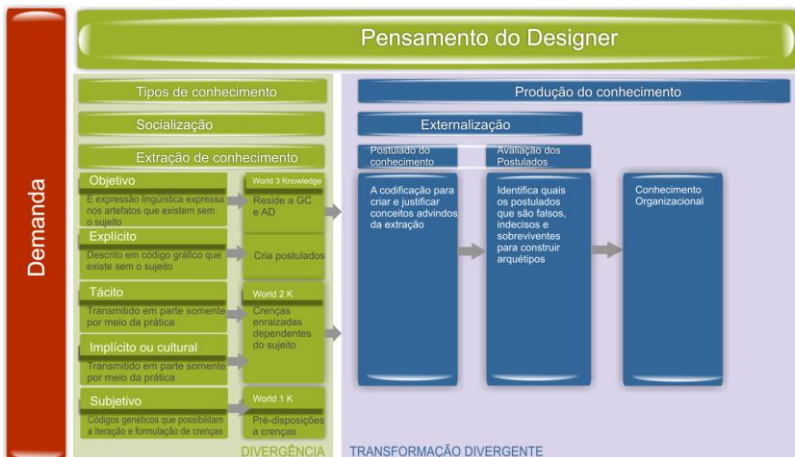 Demanda
Pensamento do Designer
Tipos de conhecimento
Produção do conhecimento
Socialização
Externalização
Extração de conhecimento
Postulado do
conhecimento
Avaliação dos
Postulados
Objetivo
É expressão lingüística expressa
nos artefatos que existem sem
o sujeito
World 3 Knowledge
Reside a GC
e AD
Explícito
Descrito em código gráfico que
existe sem o sujeito
Cria postulados
Tácito
Transmitido em parte somente
por meio da prática
World 2 K
Crenças
enraizadas
dependentes
do sujeito
Implícito ou cultural
Transmitido em parte somente
por meio da prática
Subjetivo
Códigos genéticos que possibilitam
a iteração e formulação de crenças
World 1 K
Pré-disposições
a crenças
A codificação para
criar e justificar
conceitos advindos
da extração
Identifica quais
os postulados
que são falsos,
indecisos e
sobreviventes
para construir
arquétipos
Conhecimento
Organizacional
DIVERGÊNCIA
TRANSFORMAÇÃO DIVERGENTE